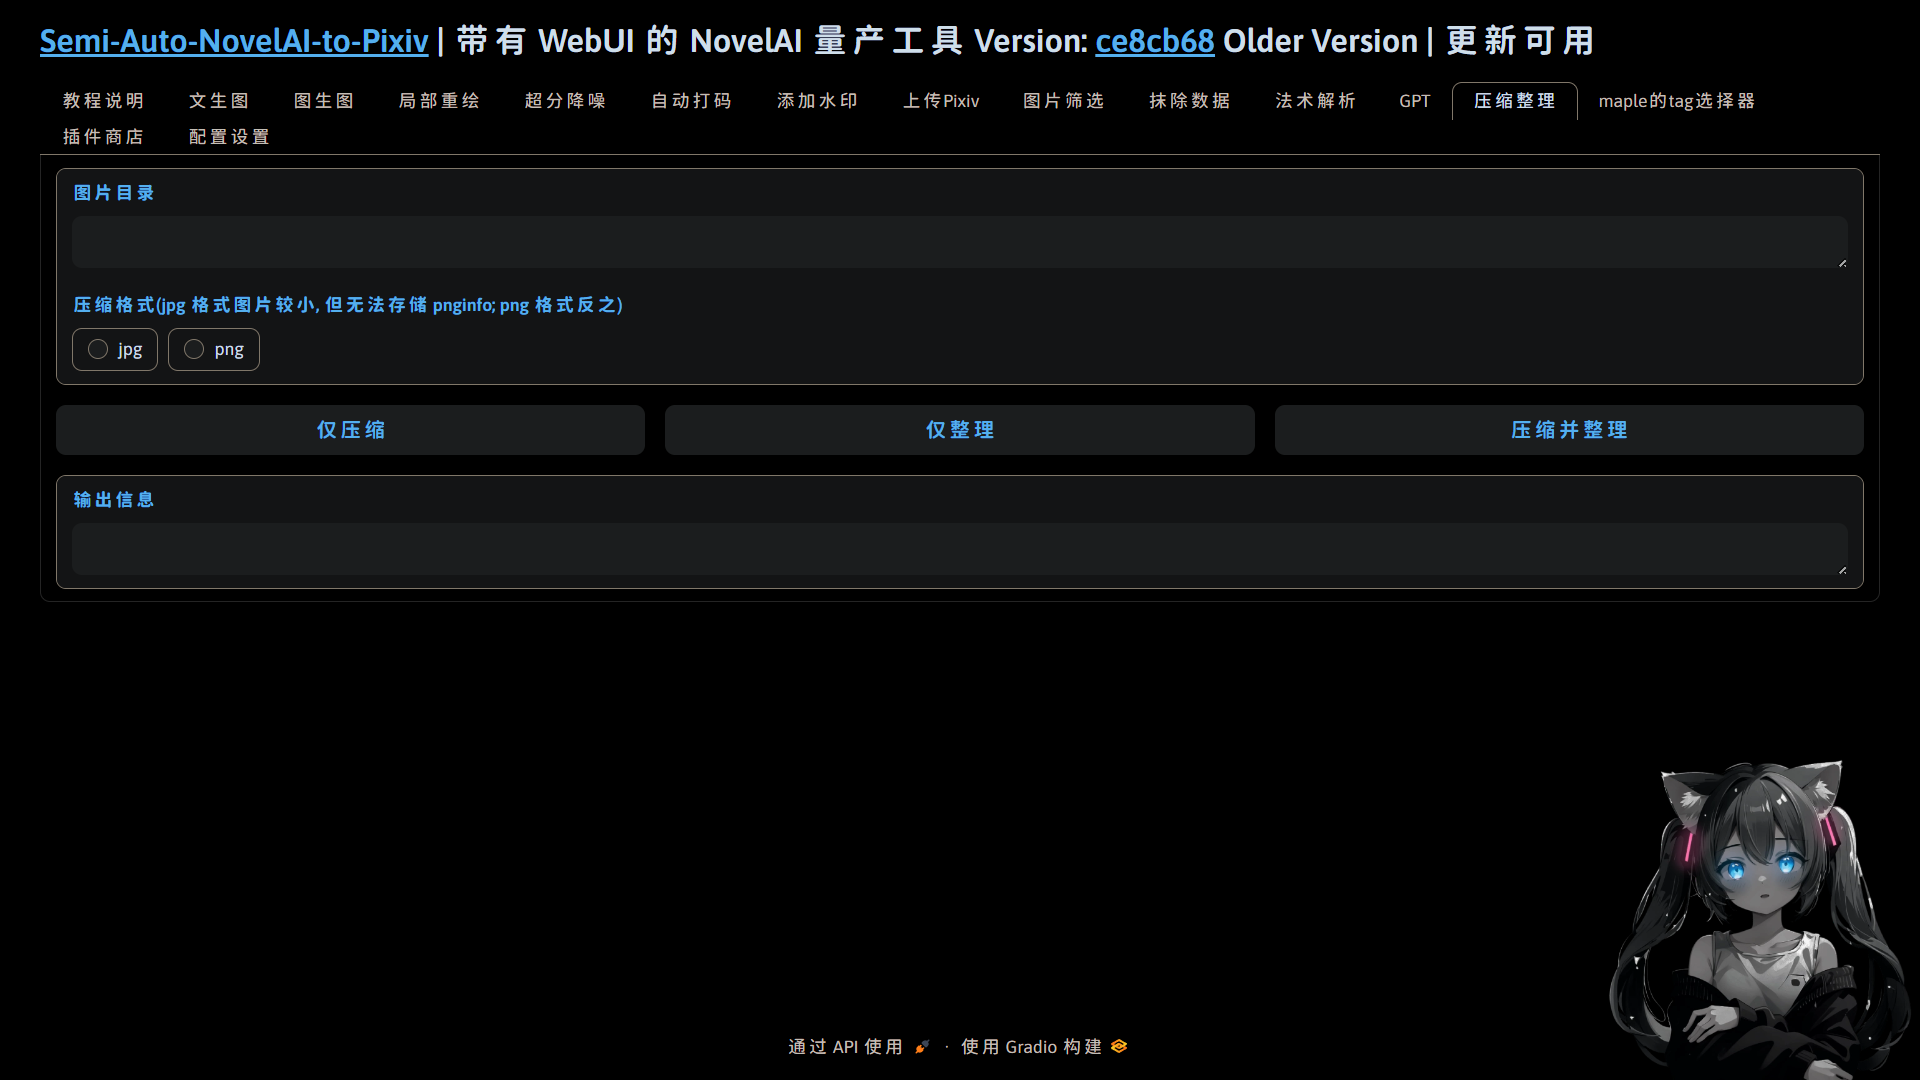 Semi-Auto-NovelAI-to-Pixiv | 带有 WebUI 的 NovelAI 量产工具 Version: ce8cb68 Older Version | 更新可用
教程说明 文生图 图生图 局部重绘 超分降噪 自动打码 添加水印 上传Pixiv 图片筛选 抹除数据 法术解析 GPT 压缩整理 maple的tag选择器
插件商店 配置设置
图片目录
压缩格式(jpg 格式图片较小, 但无法存储 pnginfo; png 格式反之)
jpg png
仅压缩 仅整理 压缩并整理
输出信息
通过 API 使用 · 使用 Gradio 构建